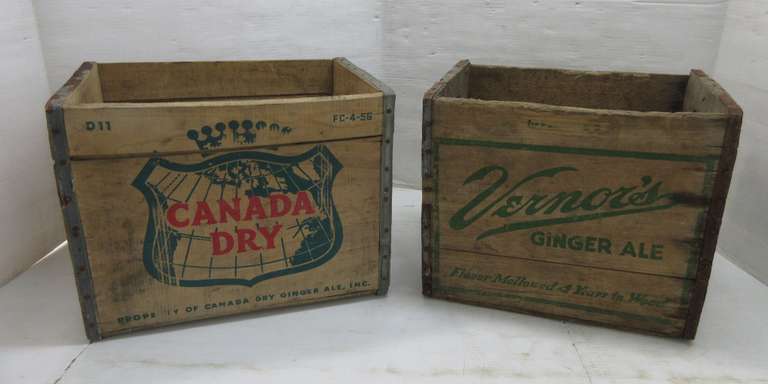 D11 FC-4-56
CANADA
DRY
OF CANADA DRY GINGER ALE, INC.
Vernor's
GINGER ALE
Flavor Mellowed 4 Years in Wood